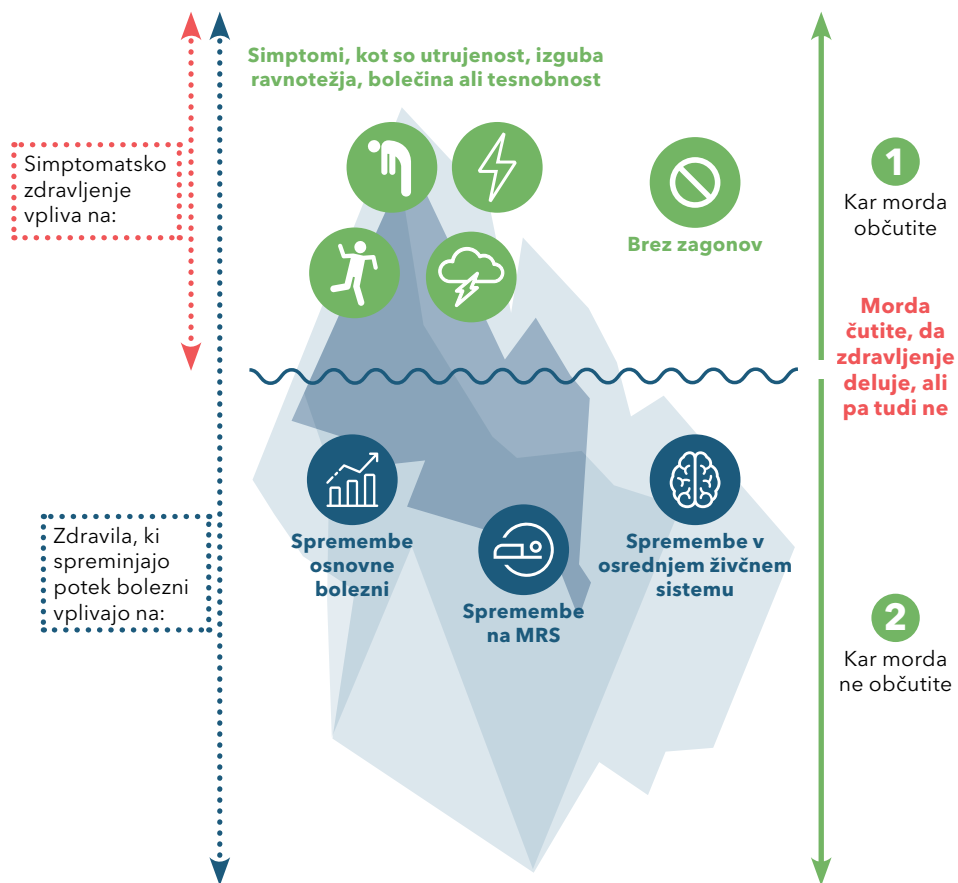 Simptomi, kot so utrujenost, izguba
ravnotežja, bolečina ali tesnobnost
Simptomatsko
zdravljenje
vpliva na:
Brez zagonov
1
Kar morda
občutite
Morda
čutite, da
zdravljenje
deluje, ali
pa tudi ne
Zdravila, ki
spreminjajo
potek bolezni
vplivajo na:
Spremembe
osnovne
bolezni
Spremembe
na MRS
Spremembe v
osrednjem živčnem
sistemu
2
Kar morda
ne občutite